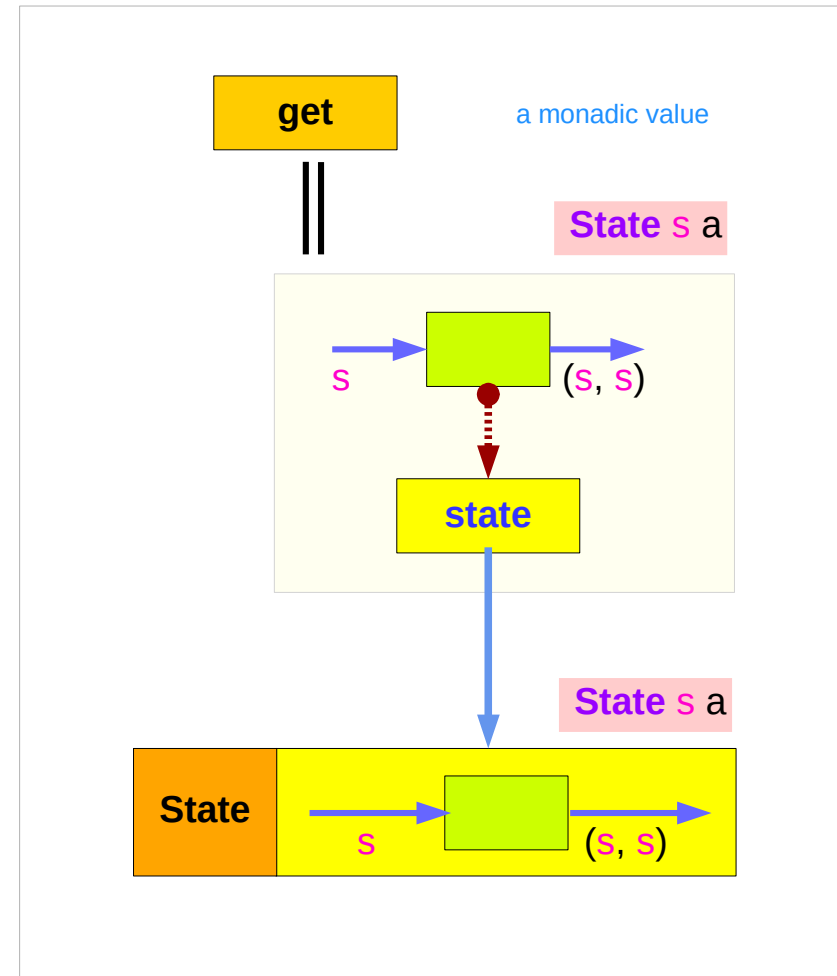 get
a monadic value
State s a
s
(s, s)
state
State s a
State
s
(s, s)